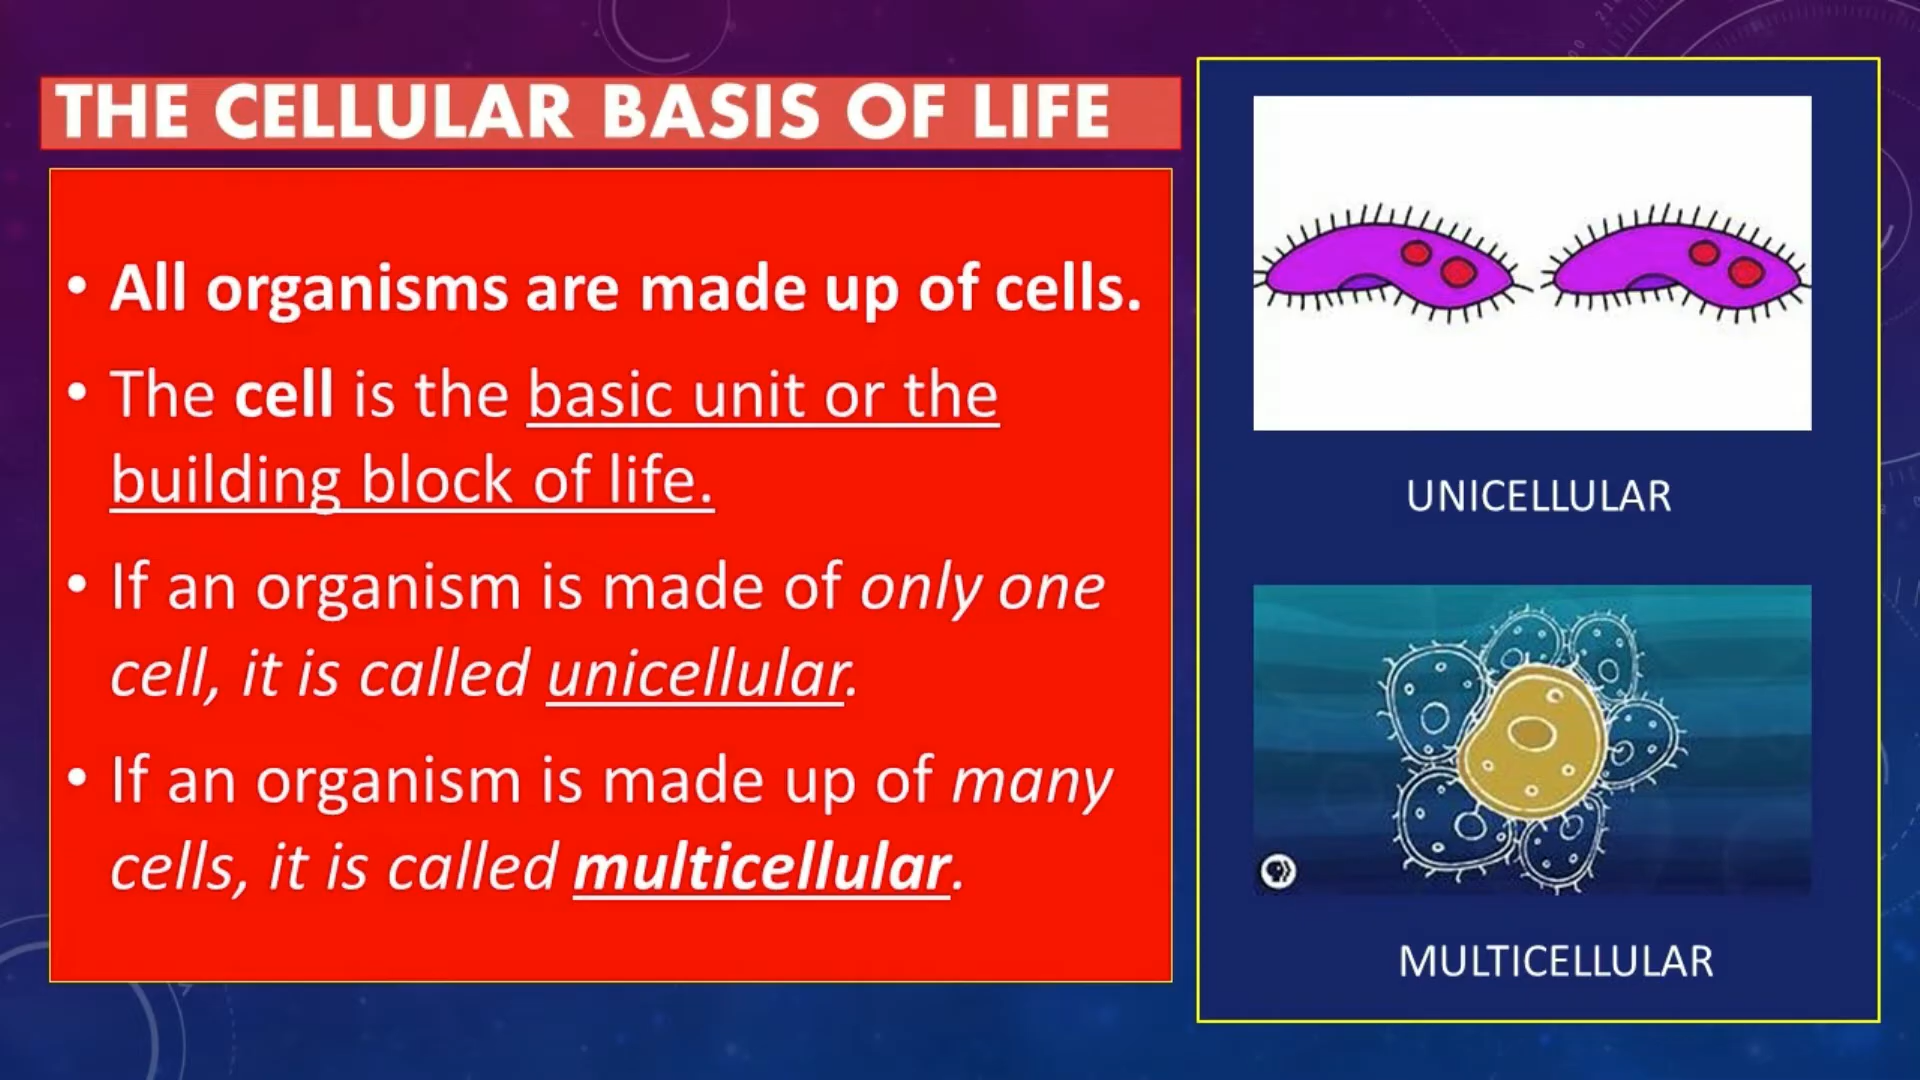 THE CELLULAR BASIS OF LIFE
• All organisms are made up of cells.
• The cell is the basic unit or the
building block of life.
• If an organism is made of only one
cell, it is called unicellular.
• If an organism is made up of many
cells, it is called multicellular.
UNICELLULAR
MULTICELLULAR